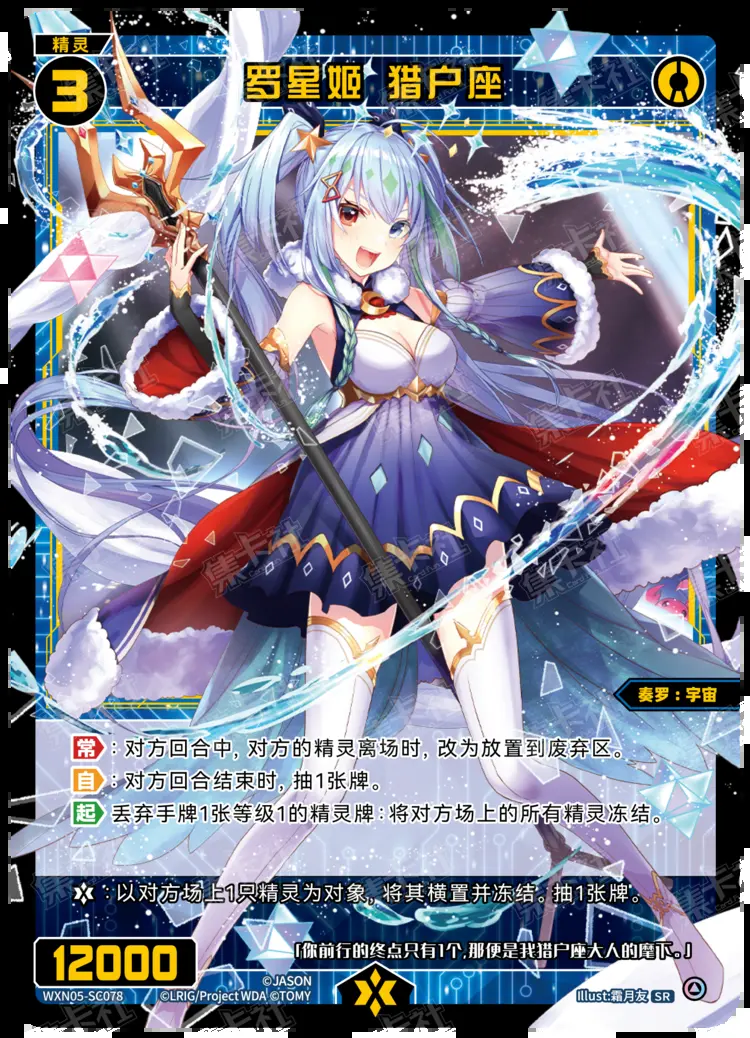 精灵
3
罗星姬 猎户座
奏罗：宇宙
常：对方回合中，对方的精灵离场时，改为放置到废弃区。
自：对方回合结束时，抽1张牌。
起 丢弃手牌1张等级1的精灵牌：将对方场上的所有精灵冻结。
：以对方场上1只精灵为对象，将其横置并冻结。抽1张牌。
12000
「你前行的终点只有1个,那便是我猎户座大人的麾下。」
©JASON
WXN05-SC078 ©LRIG/Project WDA ©TOMY
Illust:霜月友 SR
集卡社